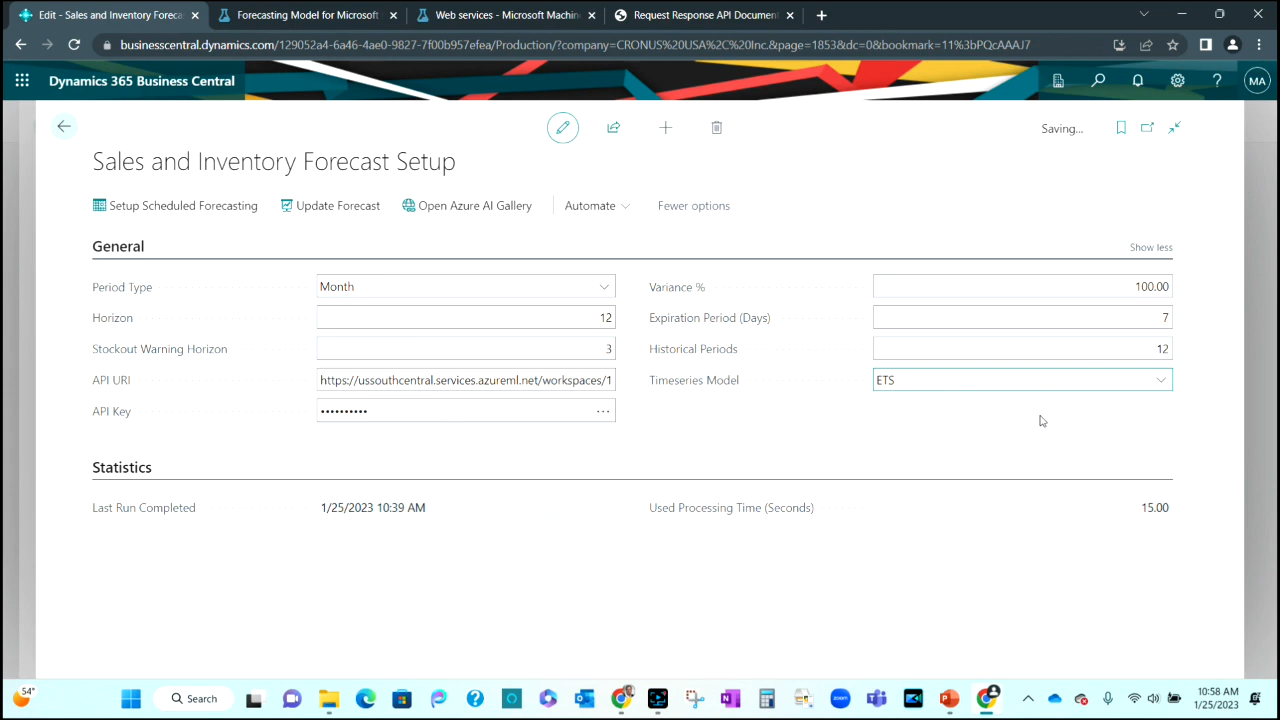 Edit - Sales and Inventory Foreca
Forecasting Model for Microsoft
Web services - Microsoft Machin
Request Response API Document
businesscentral.dynamics.com/129052a4-6a46-4ae0-9827-7f00b957efea/Production/?company=CRONUS%20USA%2C%20Inc.&page=1853&dc=0&bookmark=11%3bPQcAAAJ7
Dynamics 365 Business Central
MA
Saving...
Sales and Inventory Forecast Setup
Setup Scheduled Forecasting
Update Forecast
Open Azure AI Gallery
Automate
Fewer options
General
Show less
Period Type
Month
Variance %
100.00
Horizon
12
Expiration Period (Days)
7
Stockout Warning Horizon
3
Historical Periods
12
API URI
https://ussouthcentral.services.azureml.net/workspaces/1
Timeseries Model
ETS
API Key
••••••••••
Statistics
Last Run Completed
1/25/2023 10:39 AM
Used Processing Time (Seconds)
15.00
54°
Search
zoom
10:58 AM
1/25/2023